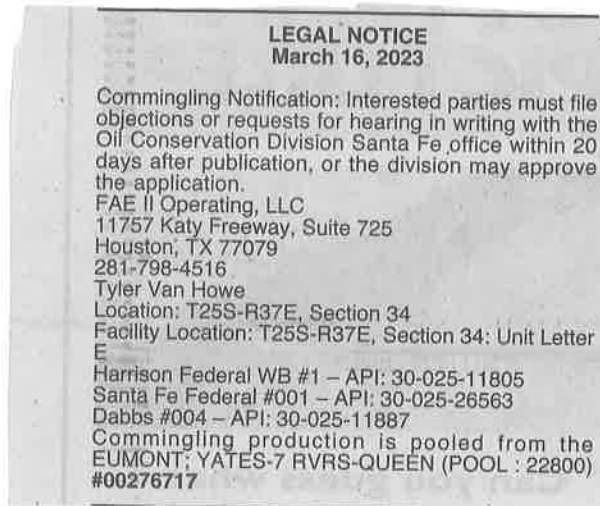 LEGAL NOTICE
March 16, 2023
Commingling Notification: Interested parties must file
objections or requests for hearing in writing with the
Oil Conservation Division Santa Fe office within 20
days after publication, or the division may approve
the application.
FAE II Operating, LLC
11757 Katy Freeway, Suite 725
Houston, TX 77079
281-798-4516
Tyler Van Howe
Location: T25S-R37E, Section 34
Facility Location: T25S-R37E, Section 34: Unit Letter
E
Harrison Federal WB #1 – API: 30-025-11805
Santa Fe Federal #001 – API: 30-025-26563
Dabbs #004 – API: 30-025-11887
Commingling production is pooled from the
EUMONT; YATES-7 RVRS-QUEEN (POOL : 22800)
#00276717